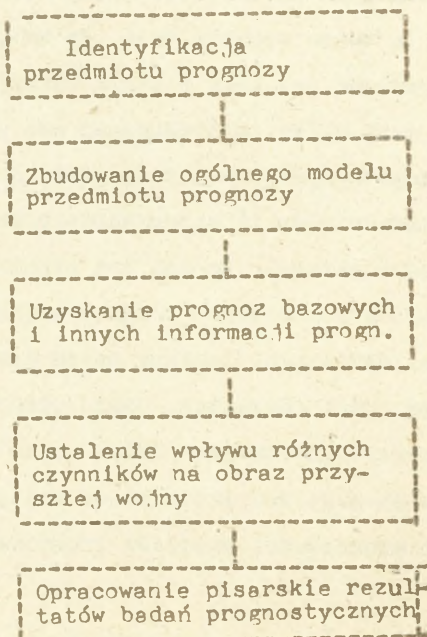 Identyfikacja
przedmiotu prognozy
Zbudowanie ogólnego modelu
przedmiotu prognozy
Uzyskanie prognoz bazowych
i innych informacji progn.
Ustalenie wpływu różnych
czynników na obraz przy-
szłej wojny
Opracowanie pisarskie rezul-
tatów badań prognostycznych